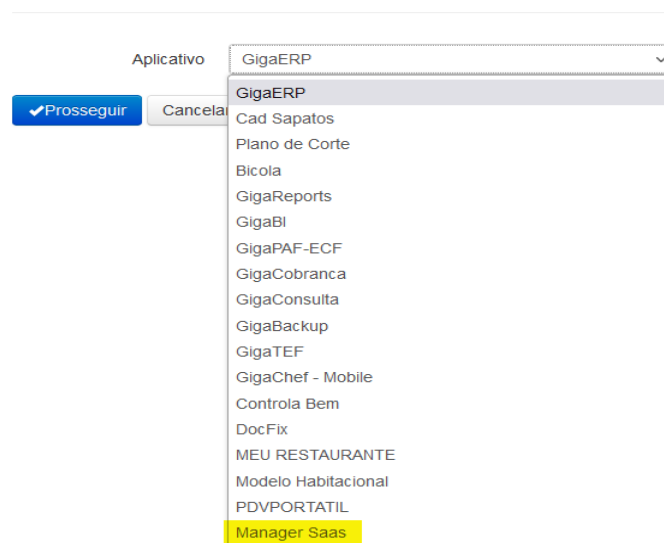 Aplicativo GigaERP
GigaERP
✔Prosseguir Cancelar
Cad Sapatos
Plano de Corte
Bicola
GigaReports
GigaBI
GigaPAF-ECF
GigaCobranca
GigaConsulta
GigaBackup
GigaTEF
GigaChef - Mobile
Controla Bem
DocFix
MEU RESTAURANTE
Modelo Habitacional
PDVPORTATIL
Manager Saas